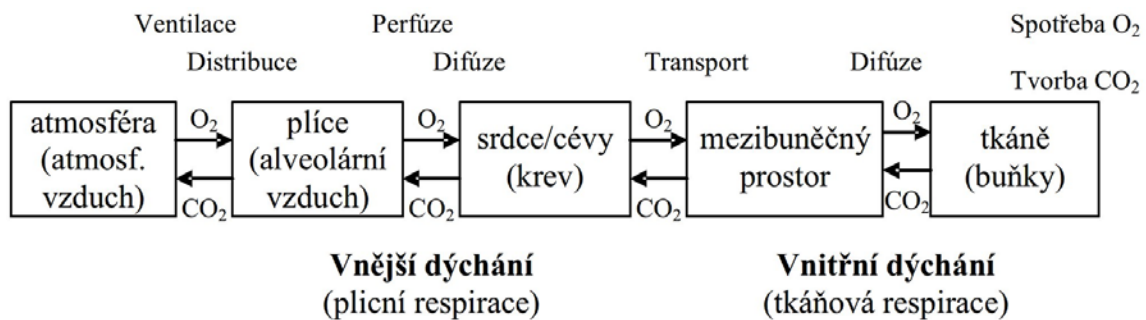 Ventilace
Perfúze
Spotřeba O₂
Distribuce
Difúze
Transport
Difúze
Tvorba CO₂
atmosféra
(atmosf.
vzduch)
O₂
CO₂
plíce
(alveolární
vzduch)
O₂
CO₂
srdce/cévy
(krev)
O₂
CO₂
mezibuněčný
prostor
O₂
CO₂
tkáně
(buňky)
Vnější dýchání
(plicní respirace)
Vnitřní dýchání
(tkáňová respirace)